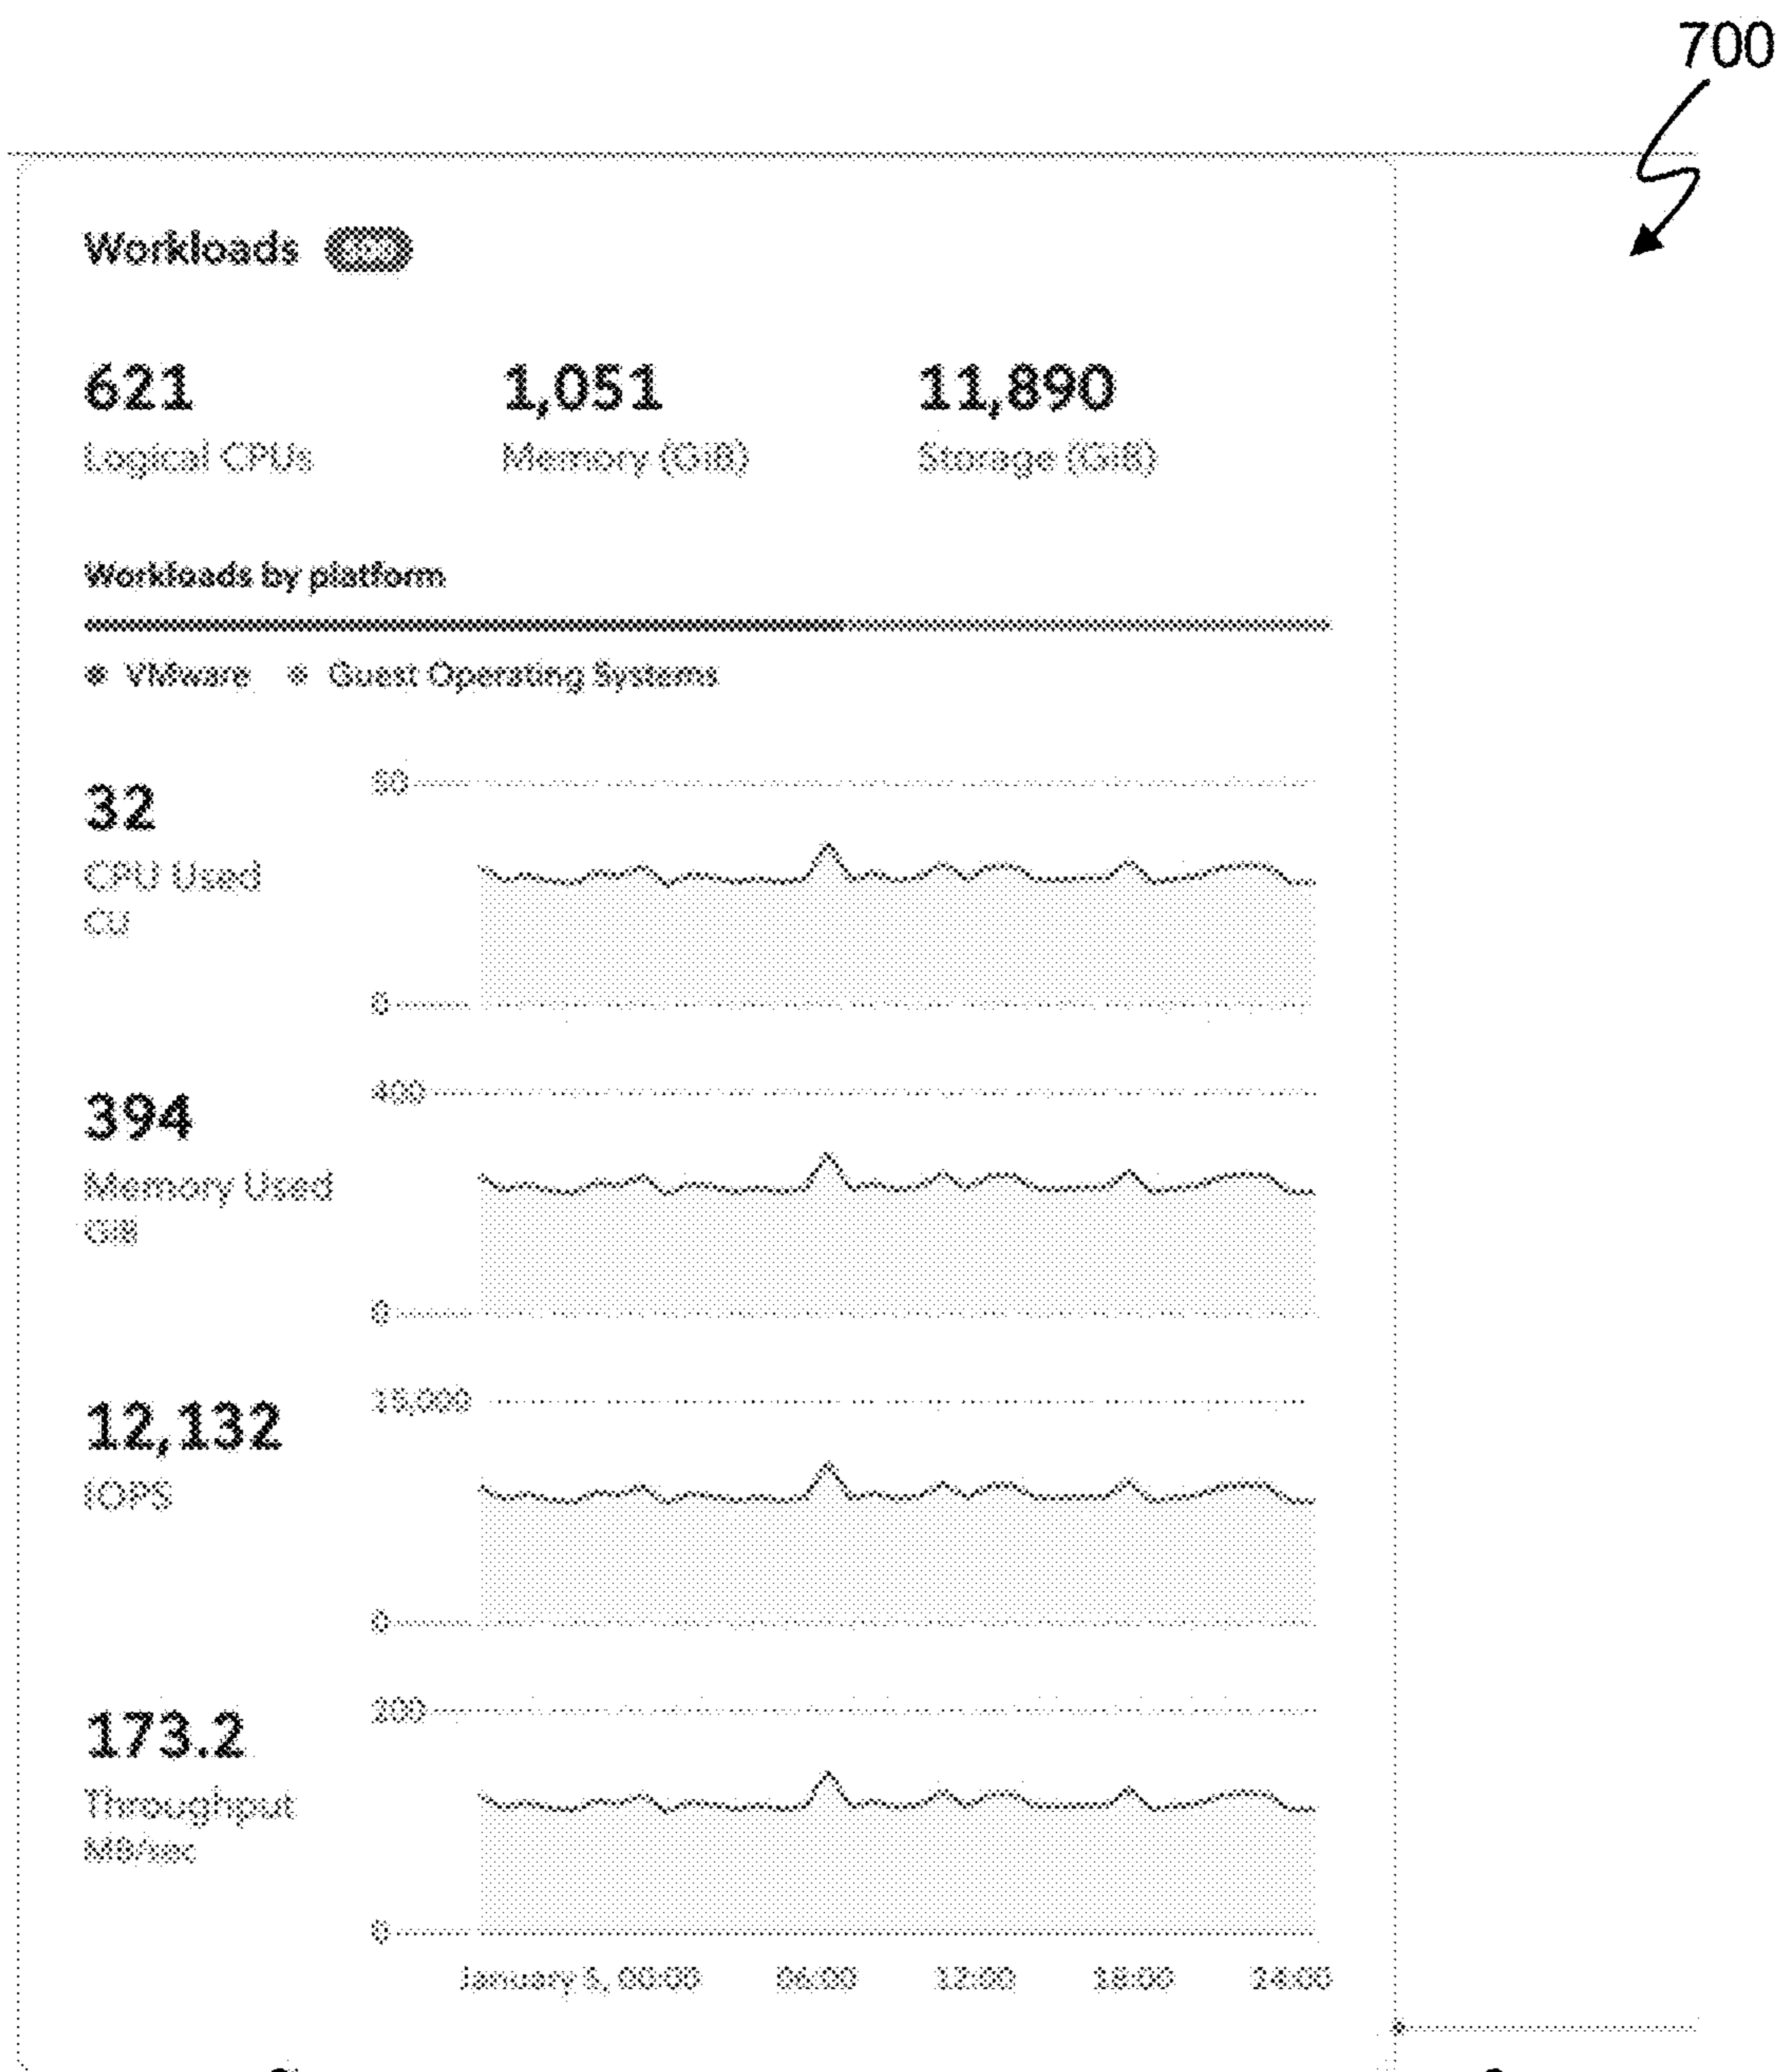 700
Workloads
621 1,051 11,890
Logical CPUs Memory (GiB) Storage (GiB)
Workloads by platform
VMware Guest Operating Systems
50
32
CPU Used
CU
0
400
394
Memory Used
GiB
0
15,000
12,132
IOPS
0
200
173.2
Throughput
MB/sec
0
January 5, 00:00 06:00 12:00 18:00 24:00